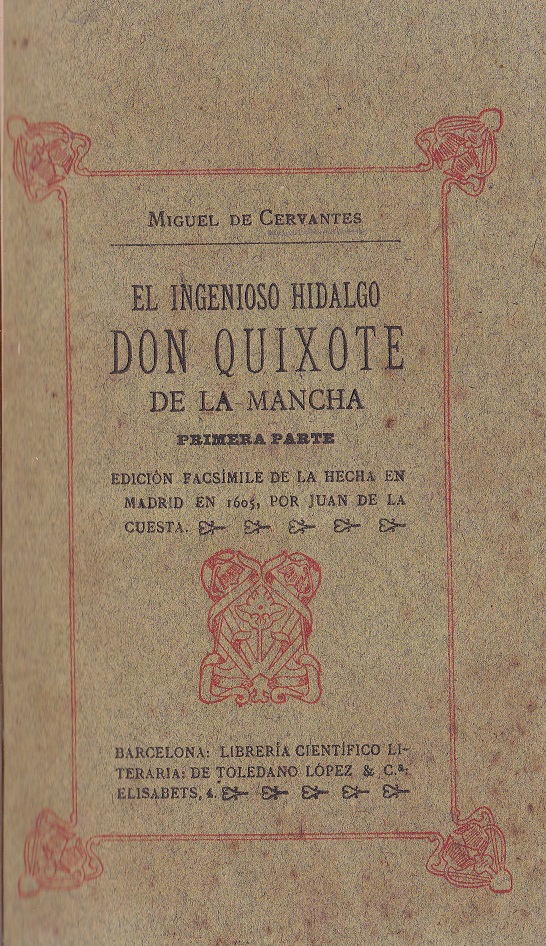 MIGUEL DE CERVANTES
EL INGENIOSO HIDALGO
DON QUIXOTE
DE LA MANCHA
PRIMERA PARTE
EDICIÓN FACSÍMILE DE LA HECHA EN
MADRID EN 1605, POR JUAN DE LA
CUESTA.
BARCELONA: LIBRERÍA CIENTÍFICO LI-
TERARIA: DE TOLEDANO LÓPEZ & C.ª:
ELISABETS, 4.